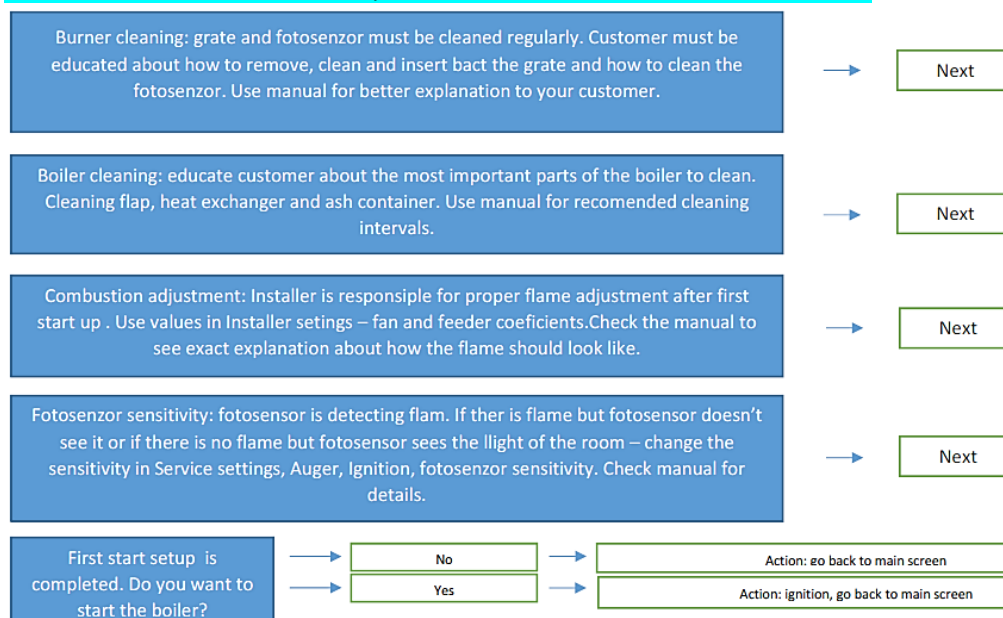 Burner cleaning: grate and fotosenzor must be cleaned regularly. Customer must be
educated about how to remove, clean and insert bact the grate and how to clean the
fotosenzor. Use manual for better explanation to your customer.
Next
Boiler cleaning: educate customer about the most important parts of the boiler to clean.
Cleaning flap, heat exchanger and ash container. Use manual for recomended cleaning
intervals.
Next
Combustion adjustment: Installer is responsiple for proper flame adjustment after first
start up . Use values in Installer setings – fan and feeder coeficients.Check the manual to
see exact explanation about how the flame should look like.
Next
Fotosenzor sensitivity: fotosensor is detecting flam. If ther is flame but fotosensor doesn’t
see it or if there is no flame but fotosensor sees the llight of the room – change the
sensitivity in Service settings, Auger, Ignition, fotosenzor sensitivity. Check manual for
details.
Next
First start setup is
completed. Do you want to
start the boiler?
No
Action: go back to main screen
Yes
Action: ignition, go back to main screen